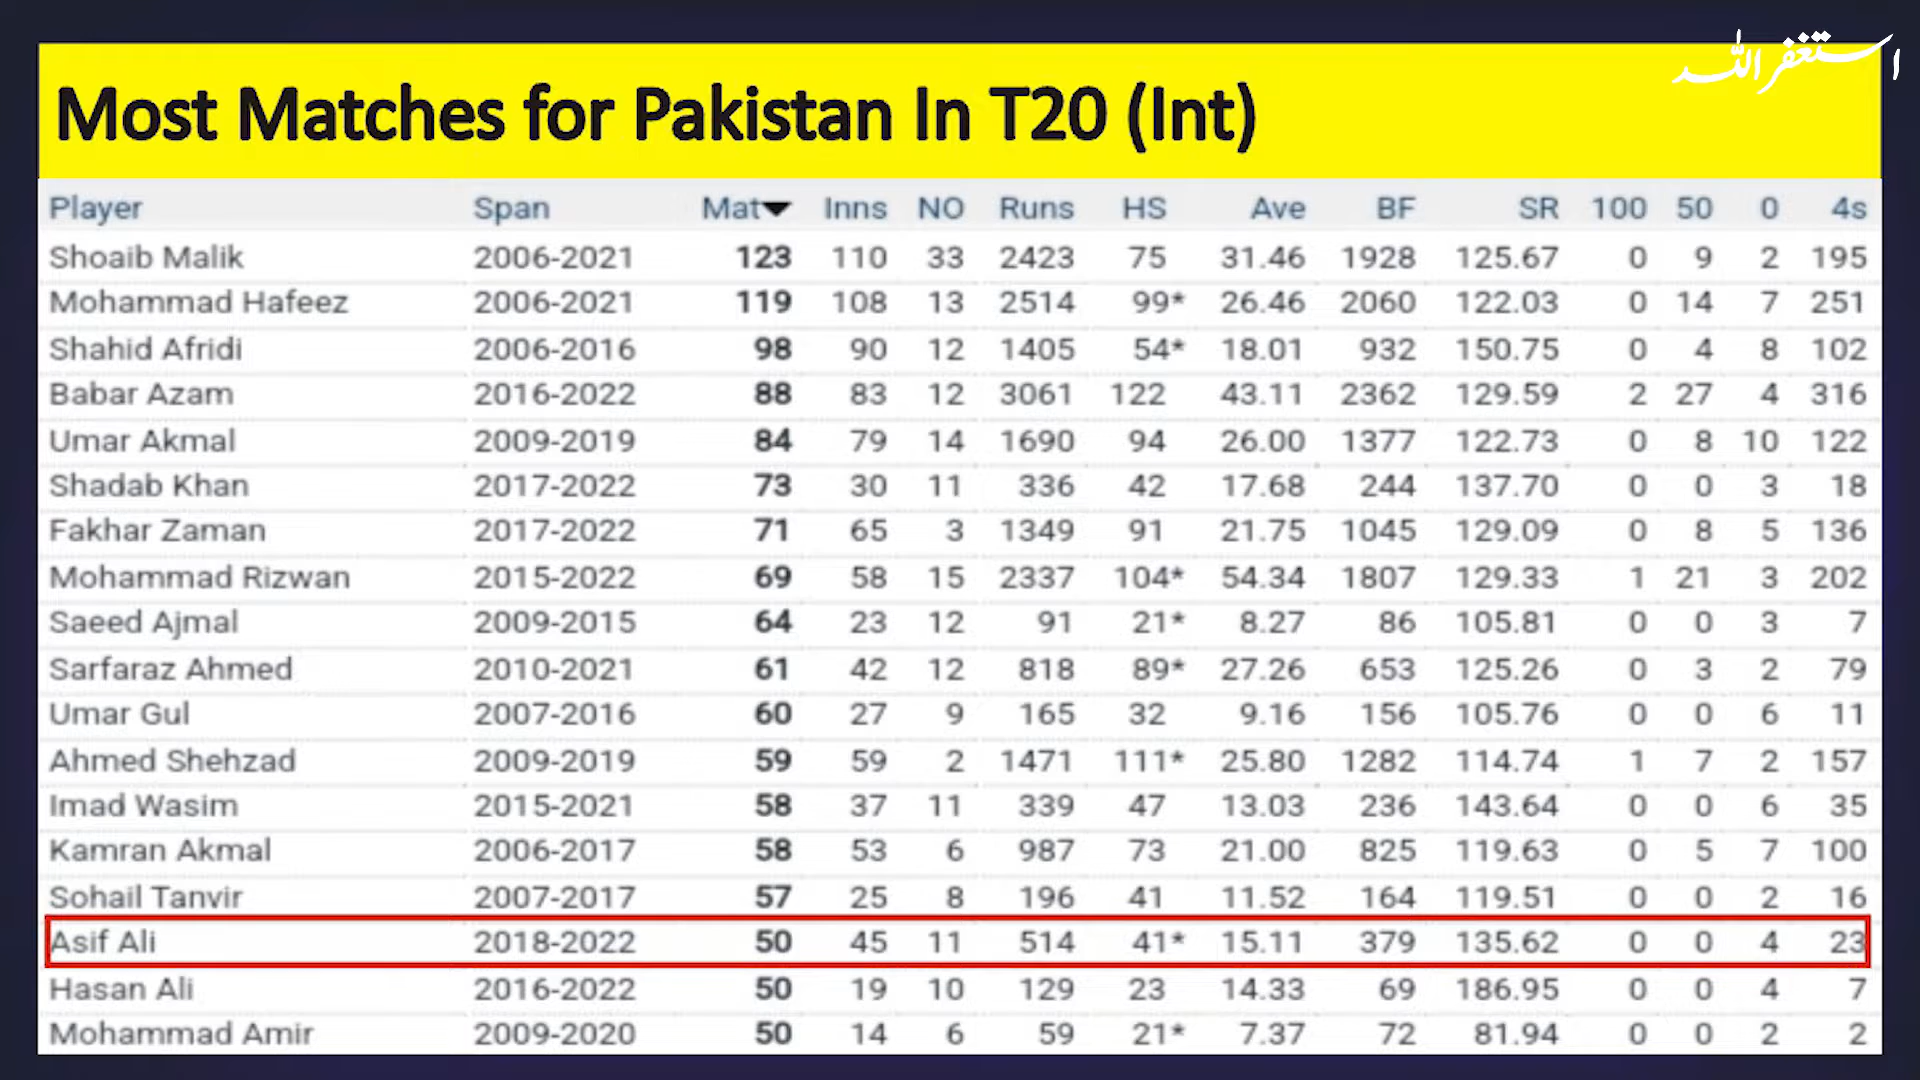 استغفر اللہ
Most Matches for Pakistan In T20 (Int)
Player Span Mat Inns NO Runs HS Ave BF SR 100 50 0 4s
Shoaib Malik 2006-2021 123 110 33 2423 75 31.46 1928 125.67 0 9 2 195
Mohammad Hafeez 2006-2021 119 108 13 2514 99* 26.46 2060 122.03 0 14 7 251
Shahid Afridi 2006-2016 98 90 12 1405 54* 18.01 932 150.75 0 4 8 102
Babar Azam 2016-2022 88 83 12 3061 122 43.11 2362 129.59 2 27 4 316
Umar Akmal 2009-2019 84 79 14 1690 94 26.00 1377 122.73 0 8 10 122
Shadab Khan 2017-2022 73 30 11 336 42 17.68 244 137.70 0 0 3 18
Fakhar Zaman 2017-2022 71 65 3 1349 91 21.75 1045 129.09 0 8 5 136
Mohammad Rizwan 2015-2022 69 58 15 2337 104* 54.34 1807 129.33 1 21 3 202
Saeed Ajmal 2009-2015 64 23 12 91 21* 8.27 86 105.81 0 0 3 7
Sarfaraz Ahmed 2010-2021 61 42 12 818 89* 27.26 653 125.26 0 3 2 79
Umar Gul 2007-2016 60 27 9 165 32 9.16 156 105.76 0 0 6 11
Ahmed Shehzad 2009-2019 59 59 2 1471 111* 25.80 1282 114.74 1 7 2 157
Imad Wasim 2015-2021 58 37 11 339 47 13.03 236 143.64 0 0 6 35
Kamran Akmal 2006-2017 58 53 6 987 73 21.00 825 119.63 0 5 7 100
Sohail Tanvir 2007-2017 57 25 8 196 41 11.52 164 119.51 0 0 2 16
Asif Ali 2018-2022 50 45 11 514 41* 15.11 379 135.62 0 0 4 23
Hasan Ali 2016-2022 50 19 10 129 23 14.33 69 186.95 0 0 4 7
Mohammad Amir 2009-2020 50 14 6 59 21* 7.37 72 81.94 0 0 2 2